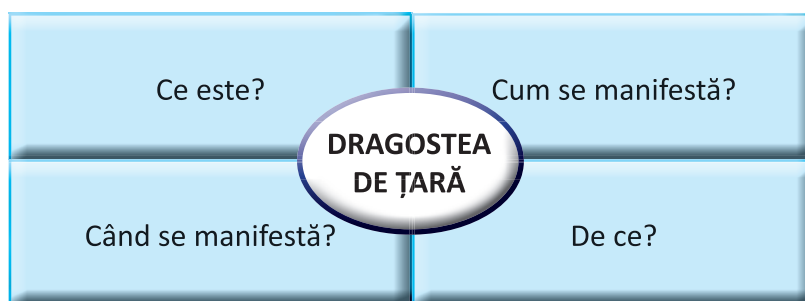 Ce este?
Cum se manifestă?
DRAGOSTEA
DE ȚARĂ
Când se manifestă?
De ce?